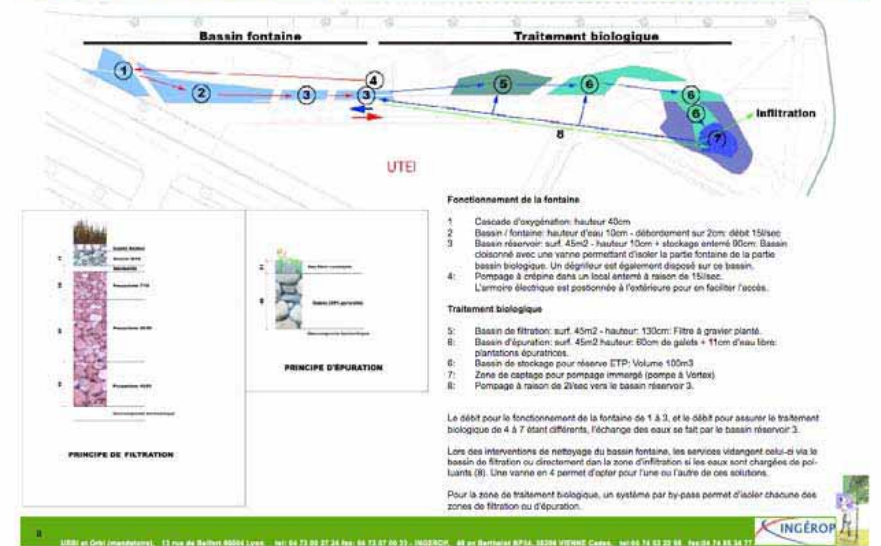 Bassin fontaine
Traitement biologique
1
2
3
3
4
5
6
6
6
7
8
Infiltration
UTEI
Fonctionnement de la fontaine
1 Cascade d'oxygénation: hauteur 40cm
2 Bassin / fontaine: hauteur d'eau 10cm - débordement sur 2cm: débit 15l/sec
3 Bassin réservoir: surf. 45m2 - hauteur 10cm + stockage enterré 90cm: Bassin
cloisonné avec une vanne permettant d'isoler la partie fontaine de la partie
bassin biologique. Un dégrilleur est également disposé sur ce bassin.
4: Pompage à crépine dans un local enterré à raison de 15l/sec.
L'armoire électrique est postionnée à l'extérieure pour en faciliter l'accès.
Traitement biologique
5: Bassin de filtration: surf. 45m2 - hauteur: 130cm: Filtre à gravier planté.
6: Bassin d'épuration: surf. 45m2 hauteur: 60cm de galets + 11cm d'eau libre:
plantations épuratrices.
6: Bassin de stockage pour réserve ETP: Volume 100m3
7: Zone de captage pour pompage immergé (pompe à Vortex)
8: Pompage à raison de 2l/sec vers le bassin réservoir 3.
Le débit pour le fonctionnement de la fontaine de 1 à 3, et le débit pour assurer le traitement
biologique de 4 à 7 étant différents, l'échange des eaux se fait par le bassin réservoir 3.
Lors des interventions de nettoyage du bassin fontaine, les services vidangent celui-ci via le
bassin de filtration ou directement dan la zone d'infiltration si les eaux sont chargées de pol-
luants (8). Une vanne en 4 permet d'opter pour l'une ou l'autre de ces solutions.
Pour la zone de traitement biologique, un système par by-pass permet d'isoler chacune des
zones de filtration ou d'épuration.
PRINCIPE DE FILTRATION
PRINCIPE D'ÉPURATION
8
INGÉROP